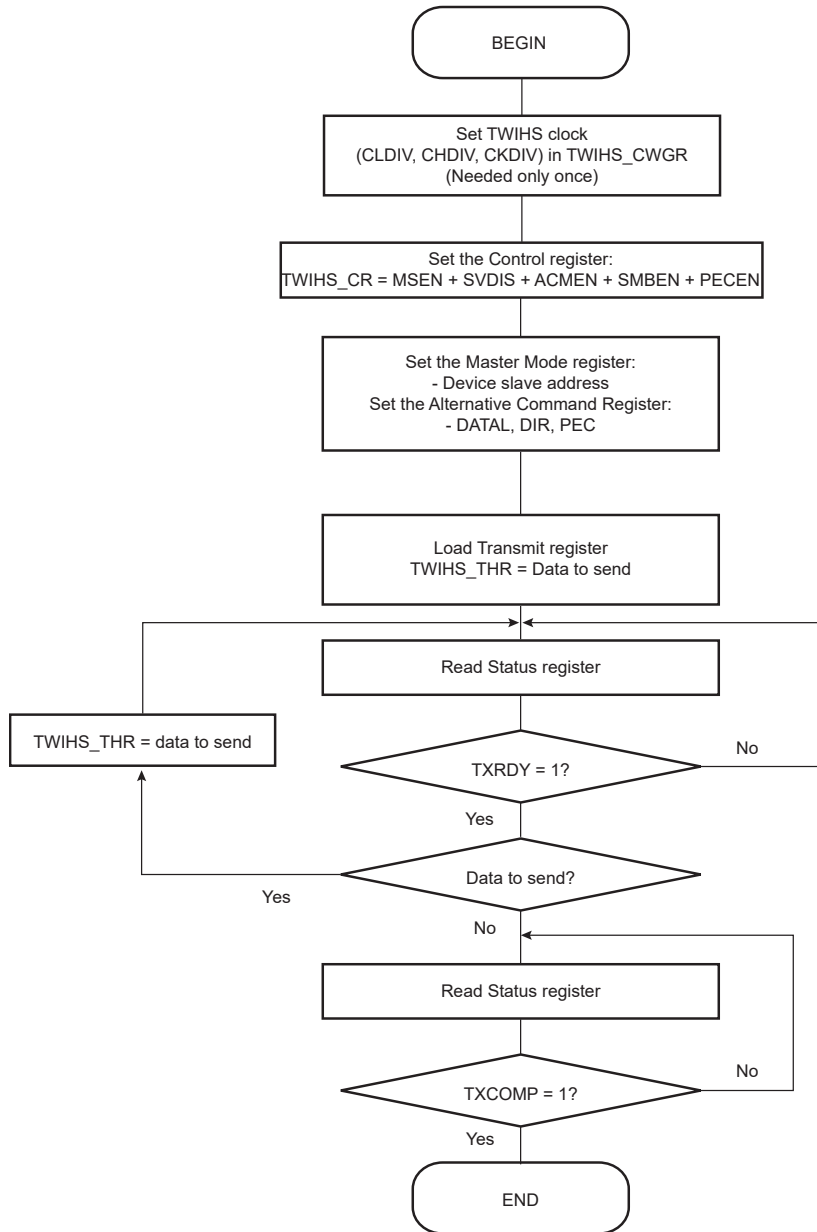 BEGIN
Set TWIHS clock
(CLDIV, CHDIV, CKDIV) in TWIHS_CWGR
(Needed only once)
Set the Control register:
TWIHS_CR = MSEN + SVDIS + ACMEN + SMBEN + PECEN
Set the Master Mode register:
- Device slave address
Set the Alternative Command Register:
- DATAL, DIR, PEC
Load Transmit register
TWIHS_THR = Data to send
Read Status register
TWIHS_THR = data to send
TXRDY = 1?
No
Yes
Data to send?
Yes
No
Read Status register
TXCOMP = 1?
No
Yes
END